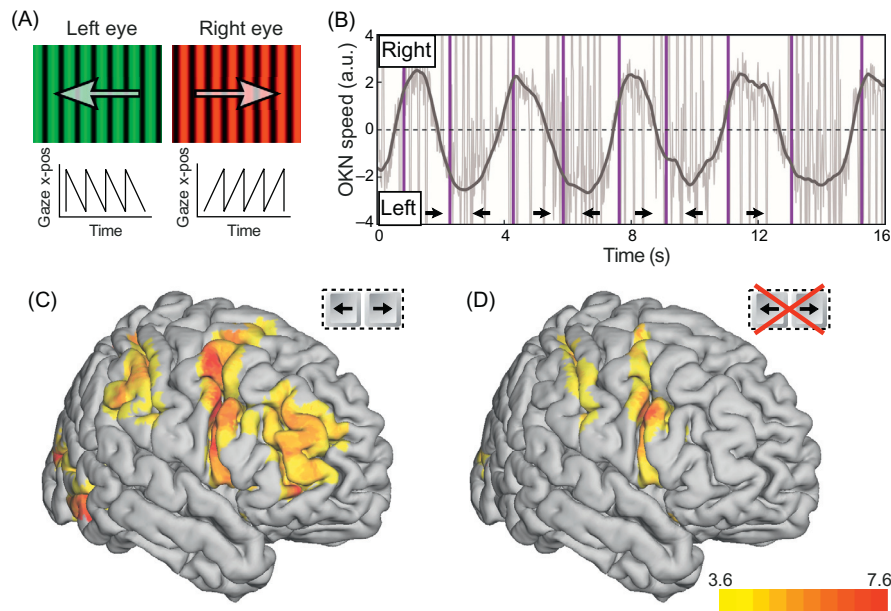 (A)
Left eye
Right eye
Gaze x-pos
Time
Gaze x-pos
Time
(B)
OKN speed (a.u.)
4
2
0
−2
−4
Right
Left
0
4
8
12
16
Time (s)
(C)
(D)
3.6
7.6